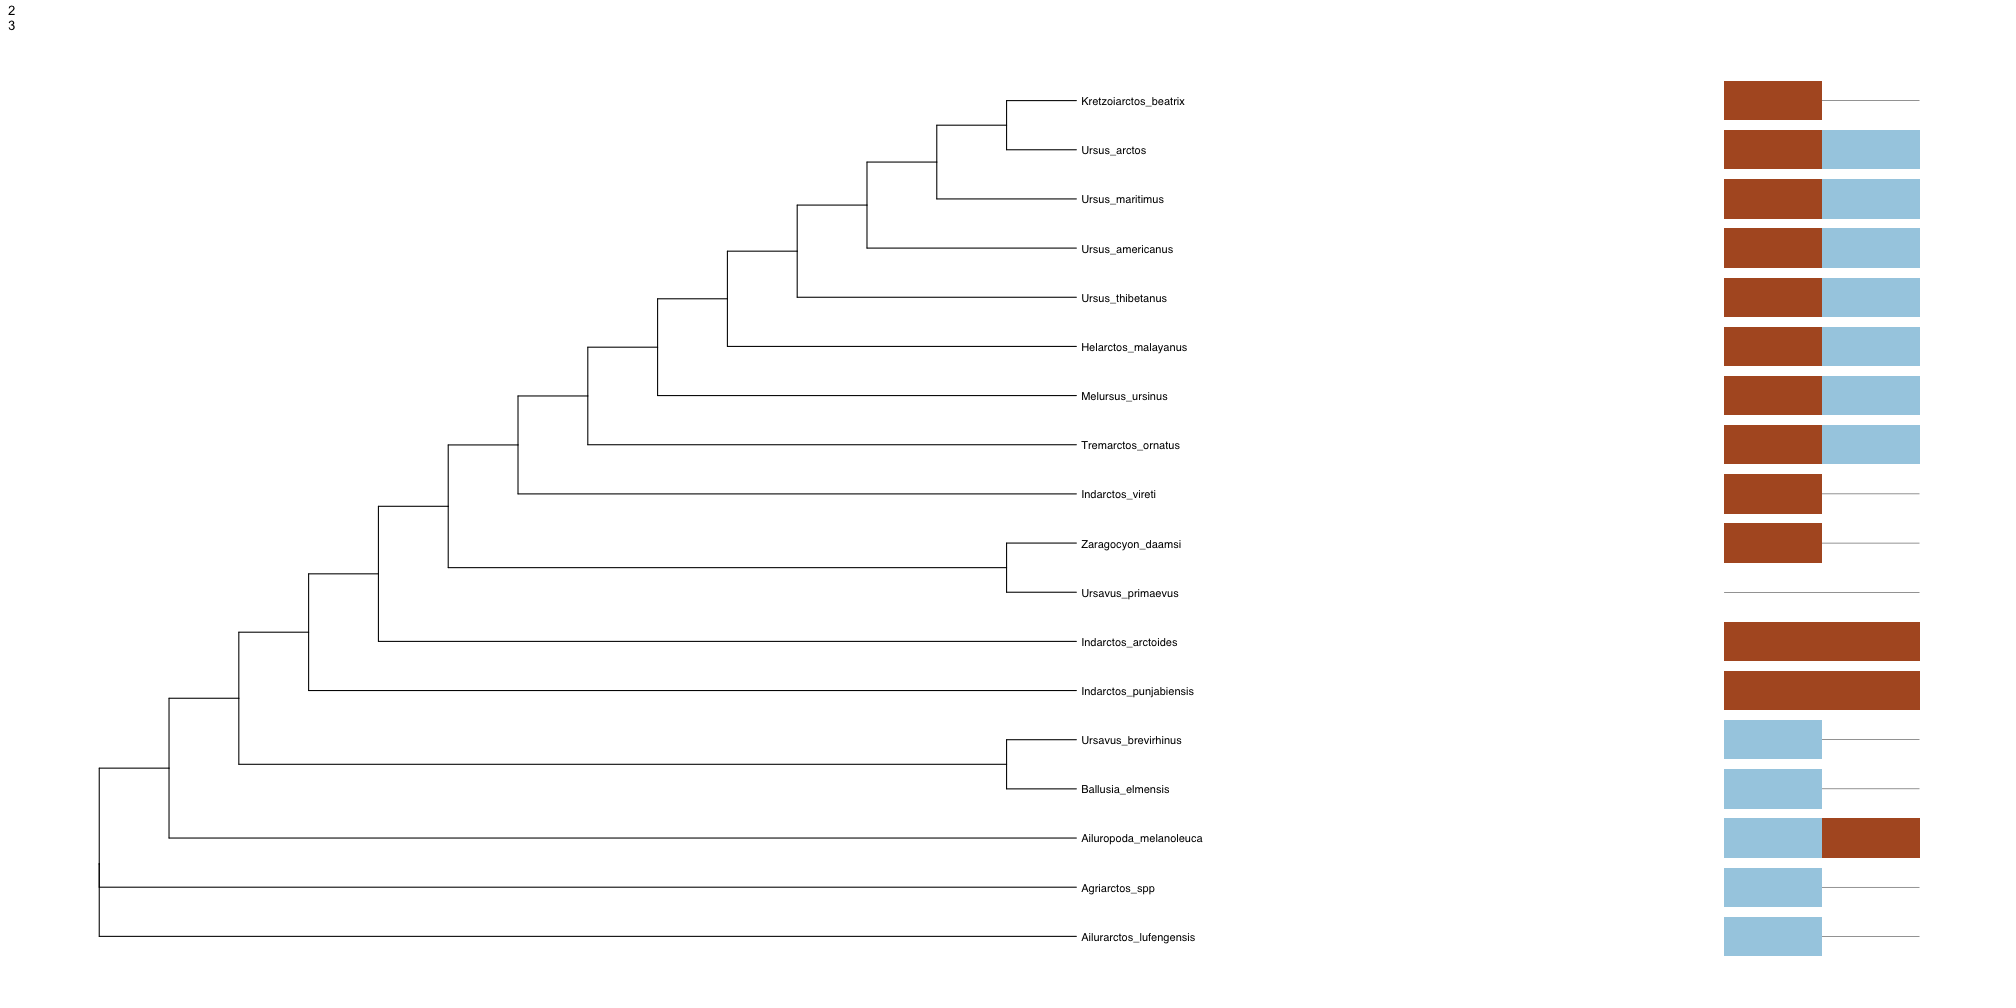 2
3
Kretzoiarctos_beatrix
Ursus_arctos
Ursus_maritimus
Ursus_americanus
Ursus_thibetanus
Helarctos_malayanus
Melursus_ursinus
Tremarctos_ornatus
Indarctos_vireti
Zaragocyon_daamsi
Ursavus_primaevus
Indarctos_arctoides
Indarctos_punjabiensis
Ursavus_brevirhinus
Ballusia_elmensis
Ailuropoda_melanoleuca
Agriarctos_spp
Ailurarctos_lufengensis